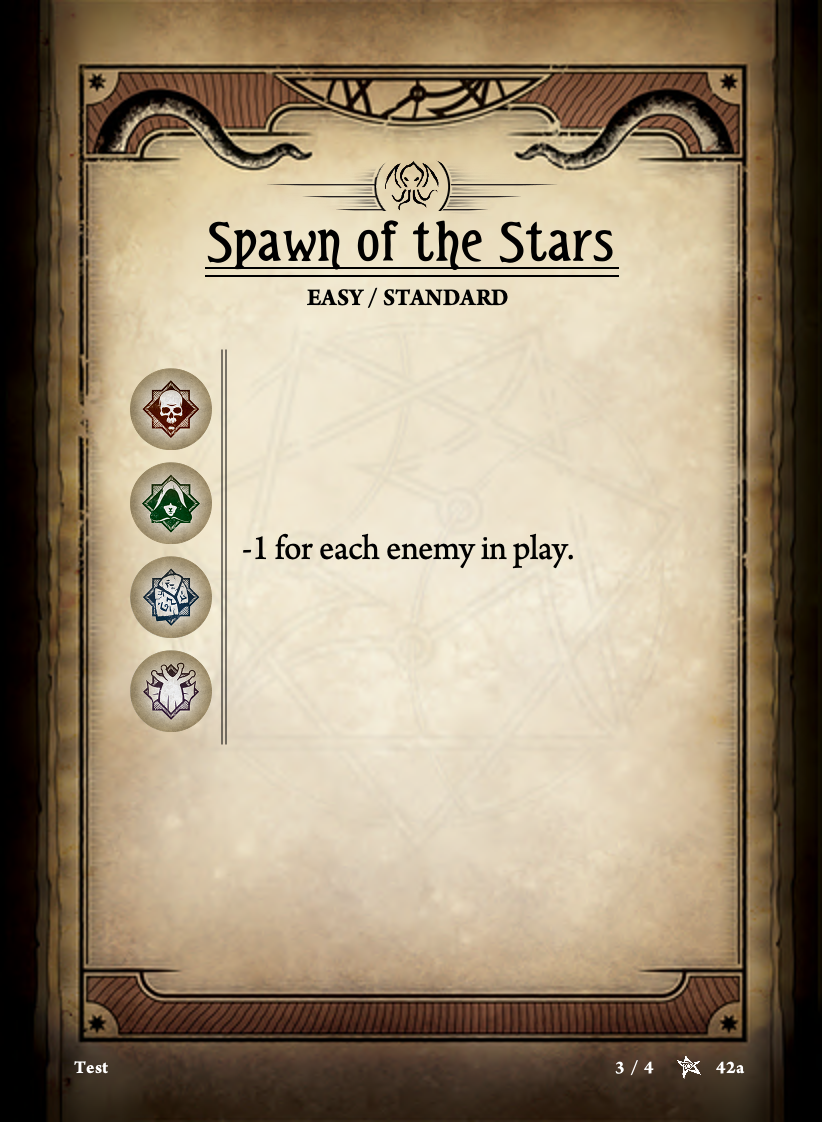 Spawn of the Stars
EASY / STANDARD
-1 for each enemy in play.
Test
3 / 4
42a